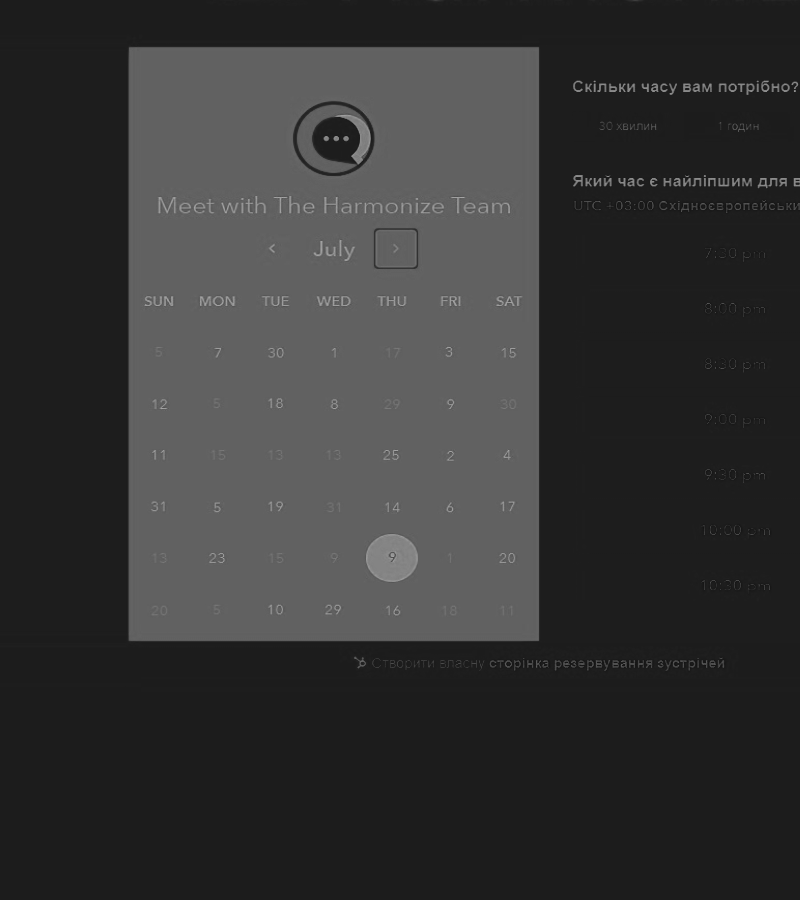 Meet with The Harmonize Team
July
SUN MON TUE WED THU FRI SAT
5 7 30 1 17 3 15
12 5 18 8 29 9 30
11 15 13 13 25 2 4
31 5 19 31 14 6 17
13 23 15 9 9 1 20
20 5 10 29 16 18 11
Скільки часу вам потрібно?
30 хвилин 1 годин
Який час є найліпшим для
UTC +03:00
7:30 pm
8:00 pm
8:30 pm
9:00 pm
9:30 pm
10:00 pm
10:30 pm
Створити власну сторінка резервування зустрічей